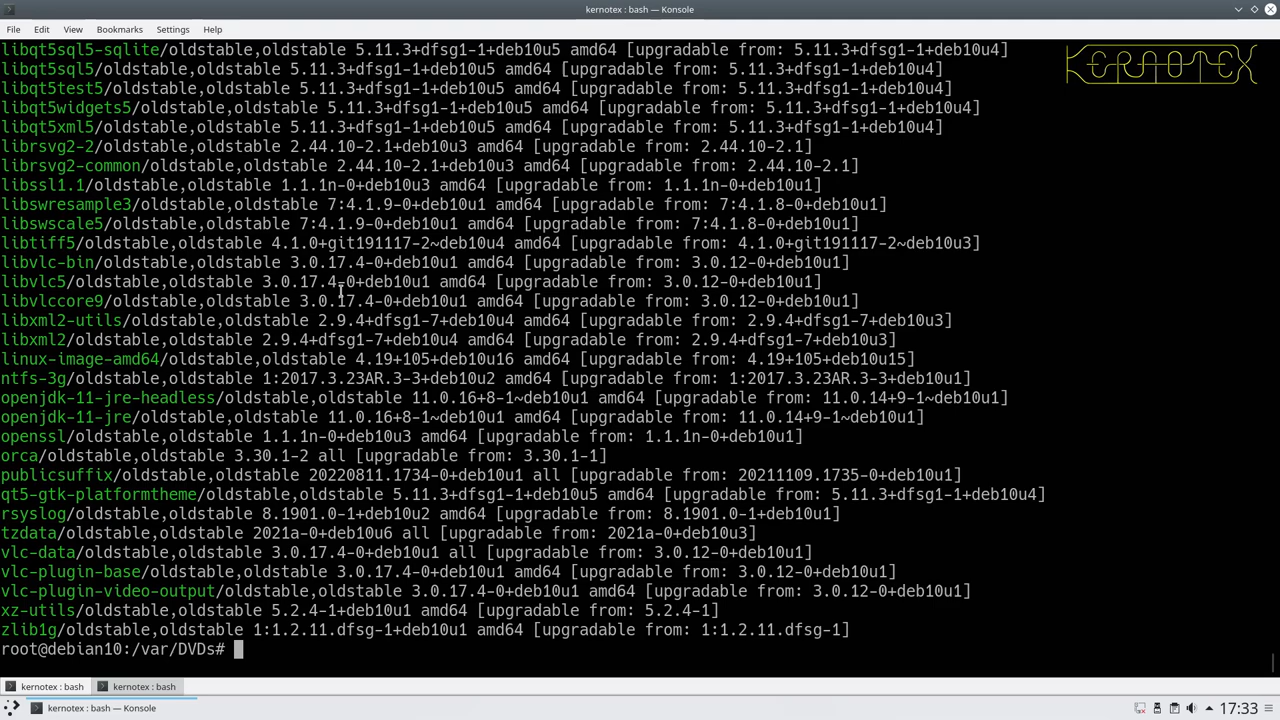 kernotex : bash — Konsole
File Edit View Bookmarks Settings Help
KERNOTEX
libqt5sql5-sqlite/oldstable,oldstable 5.11.3+dfsg1-1+deb10u5 amd64 [upgradable from: 5.11.3+dfsg1-1+deb10u4]
libqt5sql5/oldstable,oldstable 5.11.3+dfsg1-1+deb10u5 amd64 [upgradable from: 5.11.3+dfsg1-1+deb10u4]
libqt5test5/oldstable,oldstable 5.11.3+dfsg1-1+deb10u5 amd64 [upgradable from: 5.11.3+dfsg1-1+deb10u4]
libqt5widgets5/oldstable,oldstable 5.11.3+dfsg1-1+deb10u5 amd64 [upgradable from: 5.11.3+dfsg1-1+deb10u4]
libqt5xml5/oldstable,oldstable 5.11.3+dfsg1-1+deb10u5 amd64 [upgradable from: 5.11.3+dfsg1-1+deb10u4]
librsvg2-2/oldstable,oldstable 2.44.10-2.1+deb10u3 amd64 [upgradable from: 2.44.10-2.1]
librsvg2-common/oldstable,oldstable 2.44.10-2.1+deb10u3 amd64 [upgradable from: 2.44.10-2.1]
libssl1.1/oldstable,oldstable 1.1.1n-0+deb10u3 amd64 [upgradable from: 1.1.1n-0+deb10u1]
libswresample3/oldstable,oldstable 7:4.1.9-0+deb10u1 amd64 [upgradable from: 7:4.1.8-0+deb10u1]
libswscale5/oldstable,oldstable 7:4.1.9-0+deb10u1 amd64 [upgradable from: 7:4.1.8-0+deb10u1]
libtiff5/oldstable,oldstable 4.1.0+git191117-2~deb10u4 amd64 [upgradable from: 4.1.0+git191117-2~deb10u3]
libvlc-bin/oldstable,oldstable 3.0.17.4-0+deb10u1 amd64 [upgradable from: 3.0.12-0+deb10u1]
libvlc5/oldstable,oldstable 3.0.17.4-0+deb10u1 amd64 [upgradable from: 3.0.12-0+deb10u1]
libvlccore9/oldstable,oldstable 3.0.17.4-0+deb10u1 amd64 [upgradable from: 3.0.12-0+deb10u1]
libxml2-utils/oldstable,oldstable 2.9.4+dfsg1-7+deb10u4 amd64 [upgradable from: 2.9.4+dfsg1-7+deb10u3]
libxml2/oldstable,oldstable 2.9.4+dfsg1-7+deb10u4 amd64 [upgradable from: 2.9.4+dfsg1-7+deb10u3]
linux-image-amd64/oldstable,oldstable 4.19+105+deb10u16 amd64 [upgradable from: 4.19+105+deb10u15]
ntfs-3g/oldstable,oldstable 1:2017.3.23AR.3-3+deb10u2 amd64 [upgradable from: 1:2017.3.23AR.3-3+deb10u1]
openjdk-11-jre-headless/oldstable,oldstable 11.0.16+8-1~deb10u1 amd64 [upgradable from: 11.0.14+9-1~deb10u1]
openjdk-11-jre/oldstable,oldstable 11.0.16+8-1~deb10u1 amd64 [upgradable from: 11.0.14+9-1~deb10u1]
openssl/oldstable,oldstable 1.1.1n-0+deb10u3 amd64 [upgradable from: 1.1.1n-0+deb10u1]
orca/oldstable,oldstable 3.30.1-2 all [upgradable from: 3.30.1-1]
publicsuffix/oldstable,oldstable 20220811.1734-0+deb10u1 all [upgradable from: 20211109.1735-0+deb10u1]
qt5-gtk-platformtheme/oldstable,oldstable 5.11.3+dfsg1-1+deb10u5 amd64 [upgradable from: 5.11.3+dfsg1-1+deb10u4]
rsyslog/oldstable,oldstable 8.1901.0-1+deb10u2 amd64 [upgradable from: 8.1901.0-1+deb10u1]
tzdata/oldstable,oldstable 2021a-0+deb10u6 all [upgradable from: 2021a-0+deb10u3]
vlc-data/oldstable,oldstable 3.0.17.4-0+deb10u1 all [upgradable from: 3.0.12-0+deb10u1]
vlc-plugin-base/oldstable,oldstable 3.0.17.4-0+deb10u1 amd64 [upgradable from: 3.0.12-0+deb10u1]
vlc-plugin-video-output/oldstable,oldstable 3.0.17.4-0+deb10u1 amd64 [upgradable from: 3.0.12-0+deb10u1]
xz-utils/oldstable,oldstable 5.2.4-1+deb10u1 amd64 [upgradable from: 5.2.4-1]
zlib1g/oldstable,oldstable 1:1.2.11.dfsg-1+deb10u1 amd64 [upgradable from: 1:1.2.11.dfsg-1]
root@debian10:/var/DVDs#
kernotex : bash kernotex : bash
kernotex : bash — Konsole 17:33